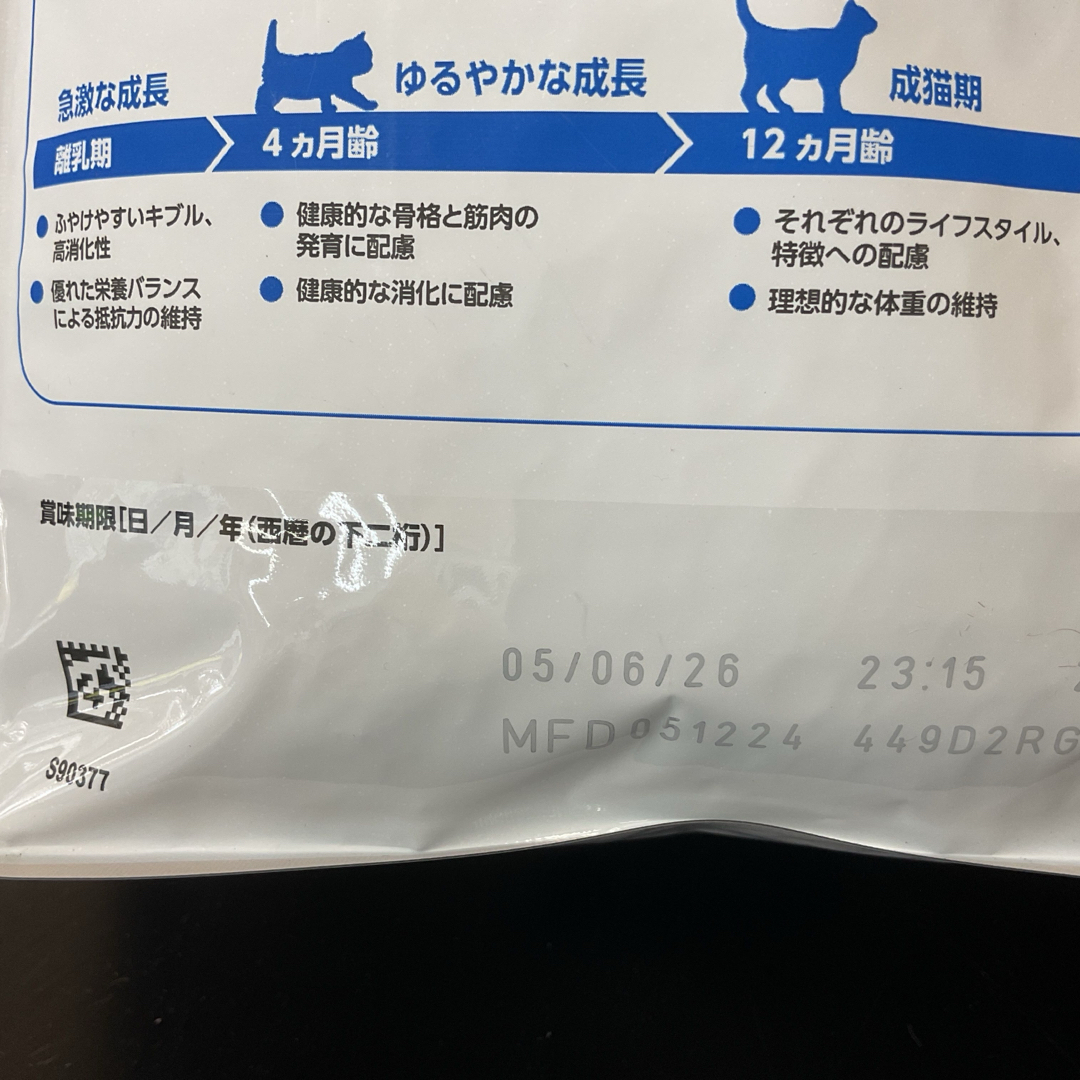 急激な成長
ゆるやかな成長
成猫期
離乳期
4ヵ月齢
12ヵ月齢
● ふやけやすいキブル、
高消化性
● 優れた栄養バランス
による抵抗力の維持
● 健康的な骨格と筋肉の
発育に配慮
● 健康的な消化に配慮
● それぞれのライフスタイル、
特徴への配慮
● 理想的な体重の維持
賞味期限[日/月/年(西暦の下二桁)]
05/06/26 23:15
MFD051224 449D2RG
S90377